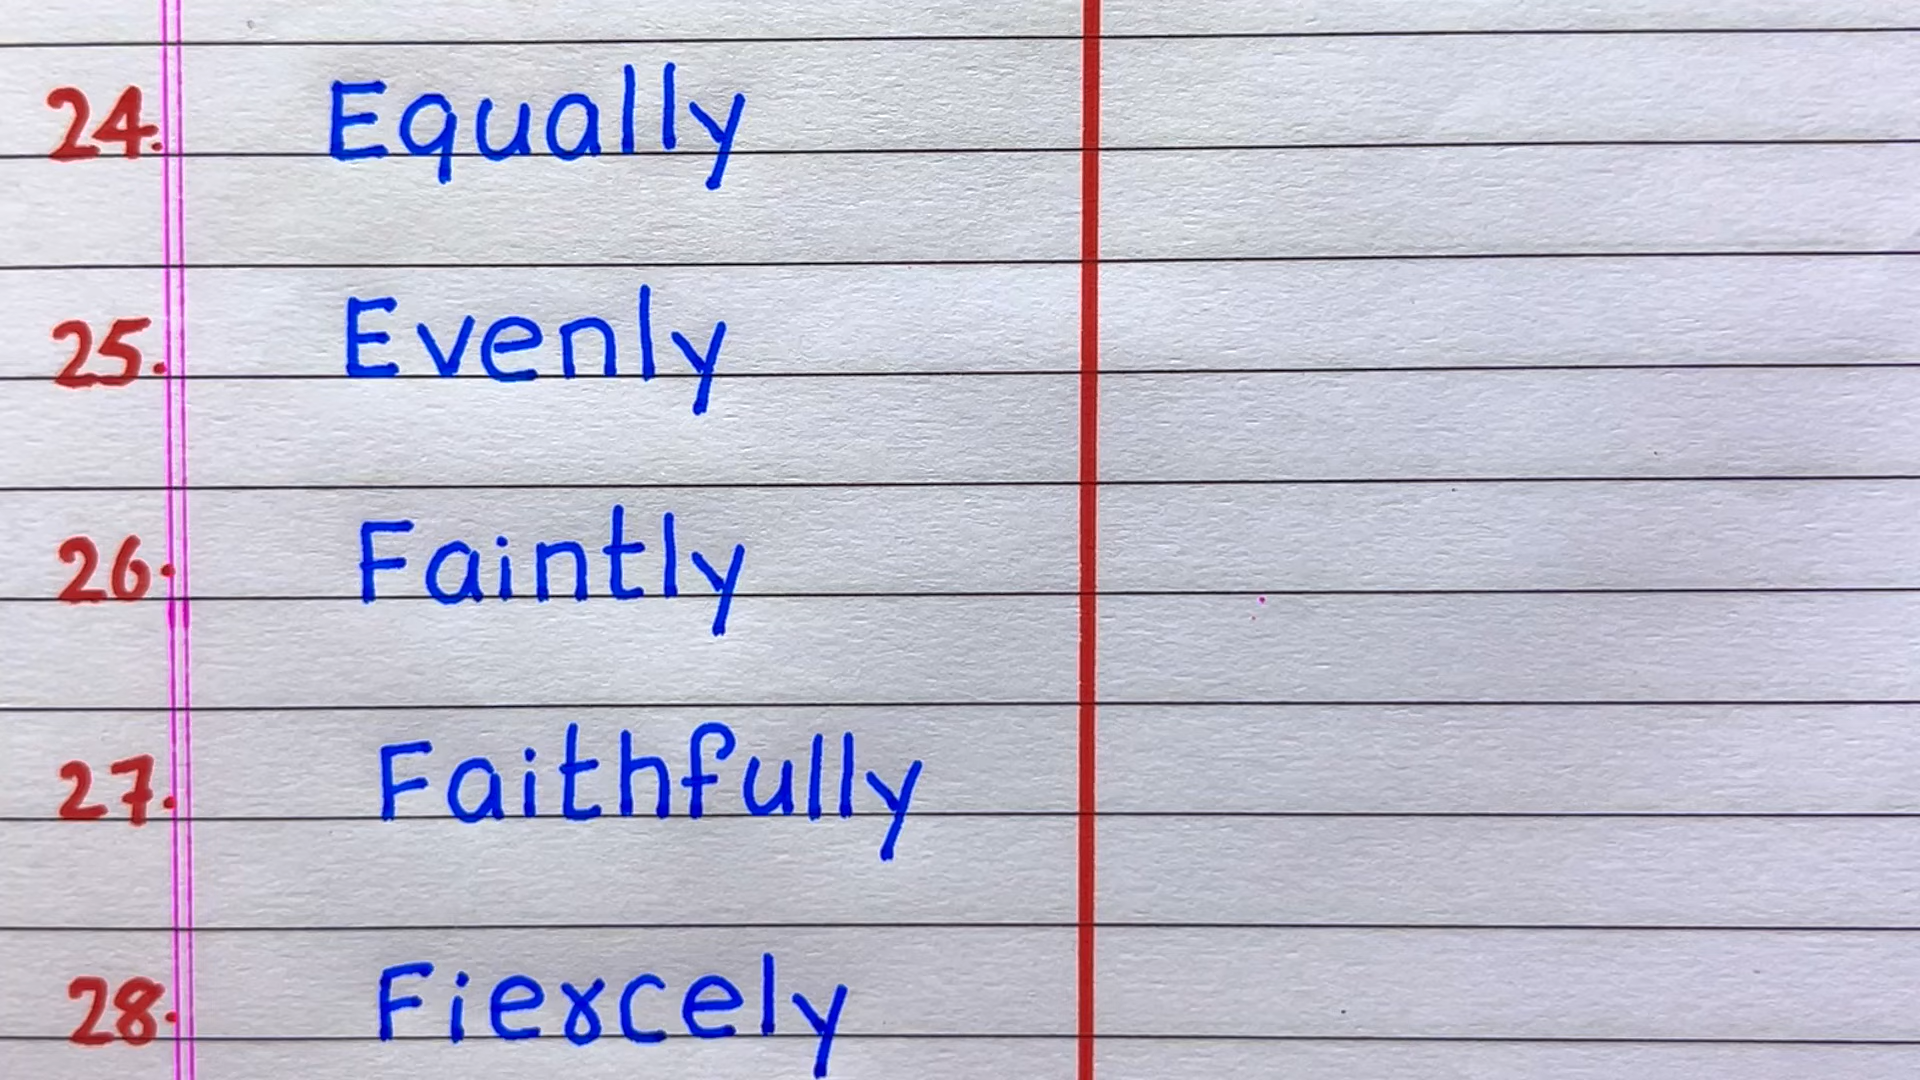 24. Equally
25. Evenly
26. Faintly
27. Faithfully
28. Fiercely